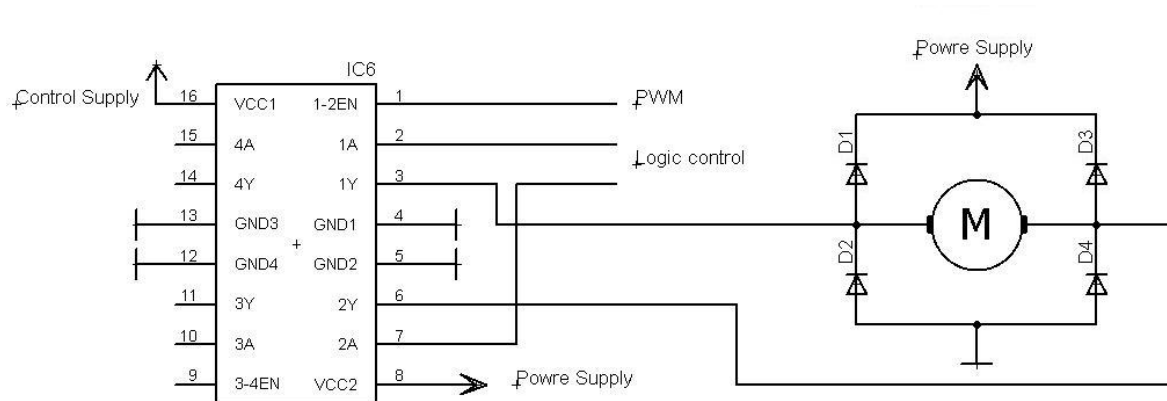 Powre Supply
IC6
Control Supply
16 VCC1 1-2EN 1 PWM
15 4A 1A 2
Logic control
14 4Y 1Y 3
13 GND3 GND1 4
12 GND4 GND2 5
11 3Y 2Y 6
10 3A 2A 7
9 3-4EN VCC2 8 Powre Supply
D1
D3
M
D2
D4